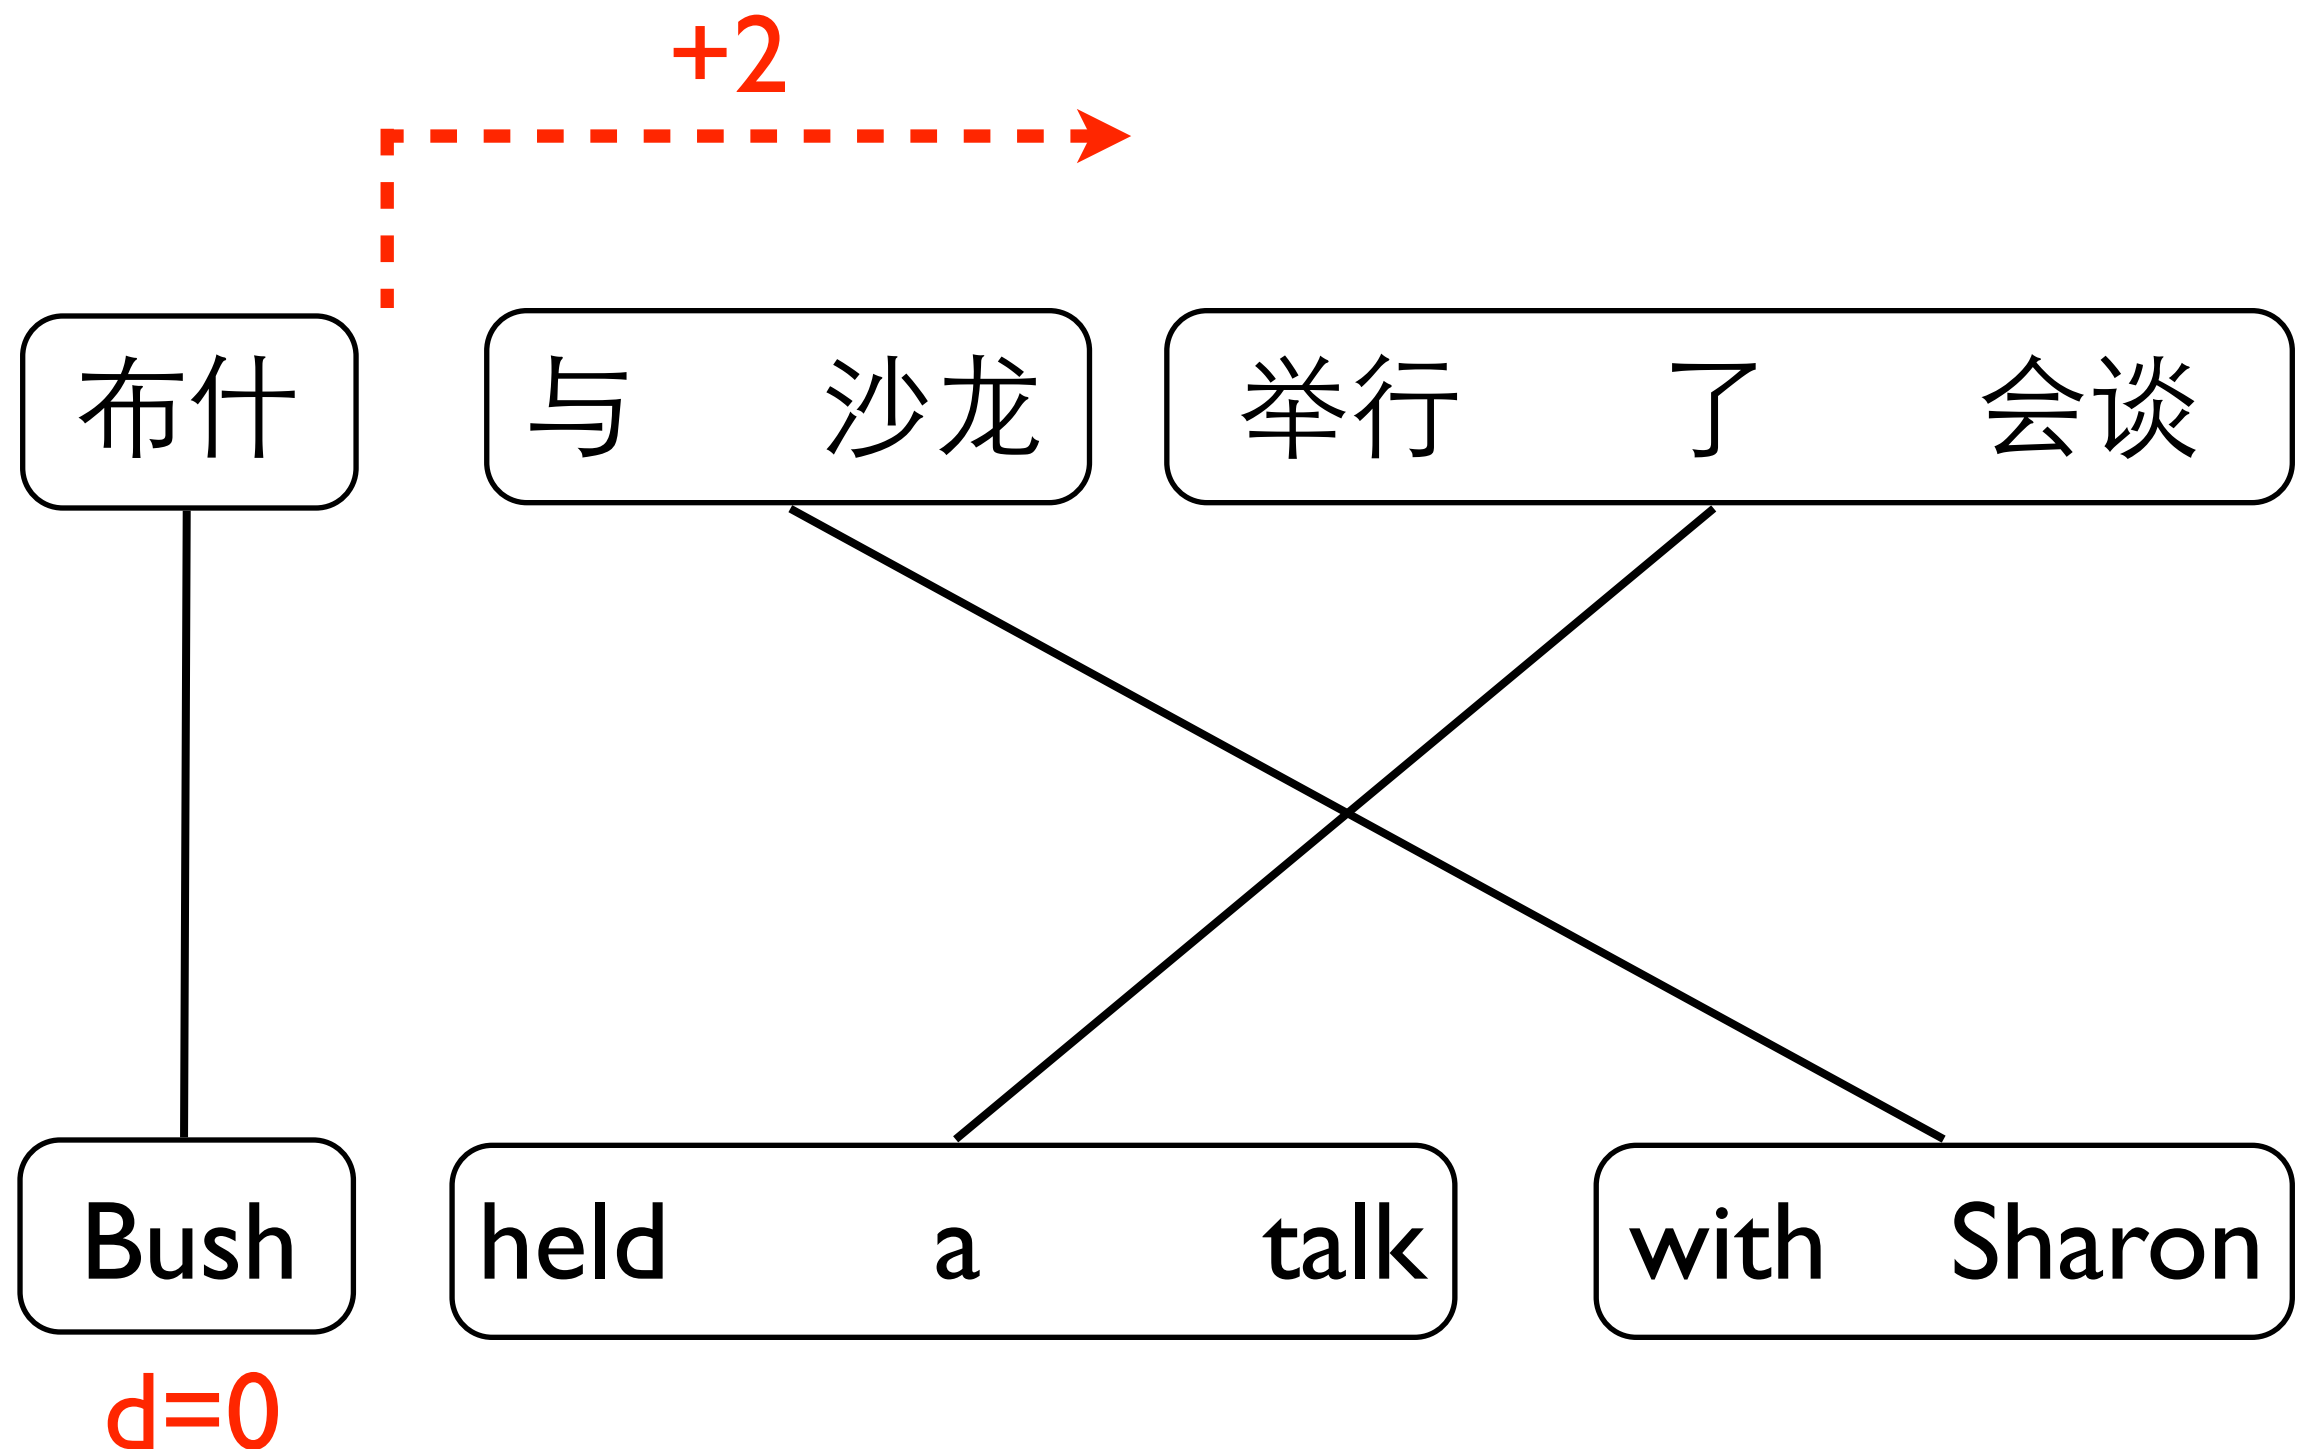 +2
布什 与 沙龙 举行 了 会谈
Bush held a talk with Sharon
d=0